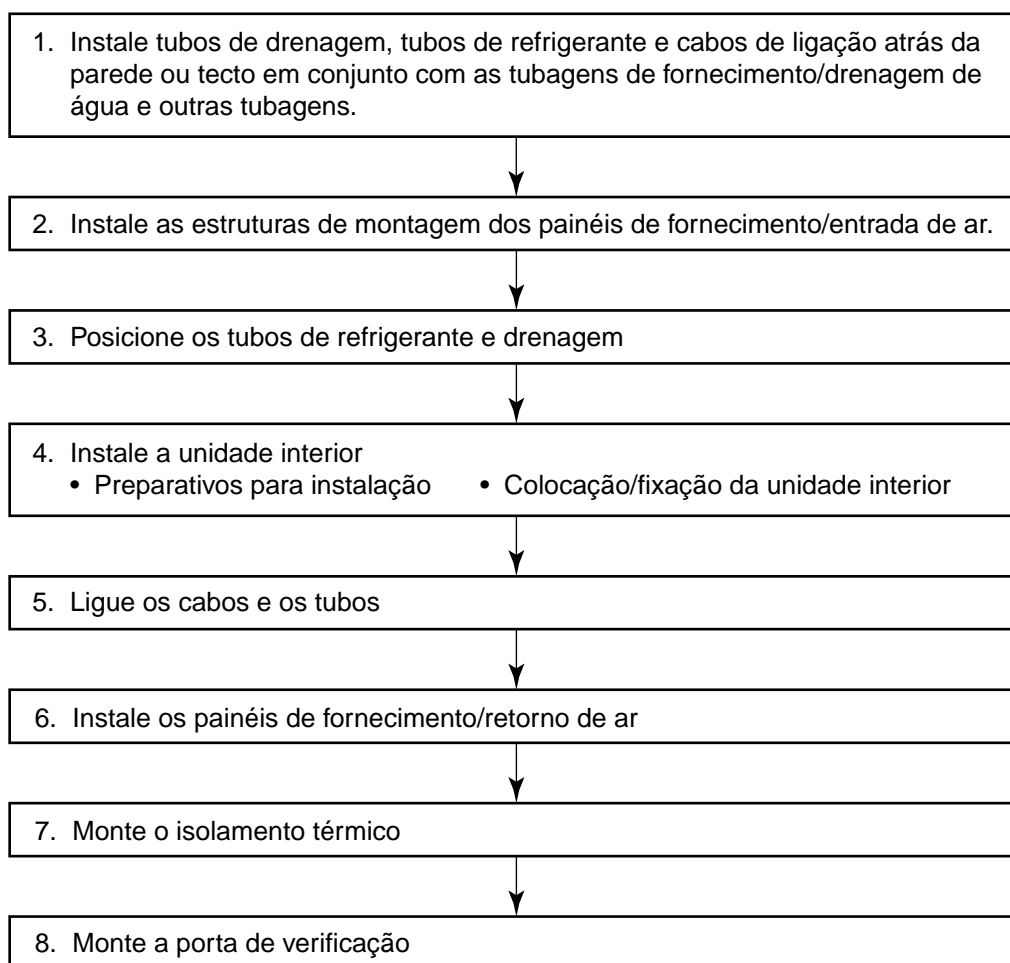 1. Instale tubos de drenagem, tubos de refrigerante e cabos de ligação atrás da
parede ou tecto em conjunto com as tubagens de fornecimento/drenagem de
água e outras tubagens.
2. Instale as estruturas de montagem dos painéis de fornecimento/entrada de ar.
3. Posicione os tubos de refrigerante e drenagem
4. Instale a unidade interior
• Preparativos para instalação • Colocação/fixação da unidade interior
5. Ligue os cabos e os tubos
6. Instale os painéis de fornecimento/retorno de ar
7. Monte o isolamento térmico
8. Monte a porta de verificação